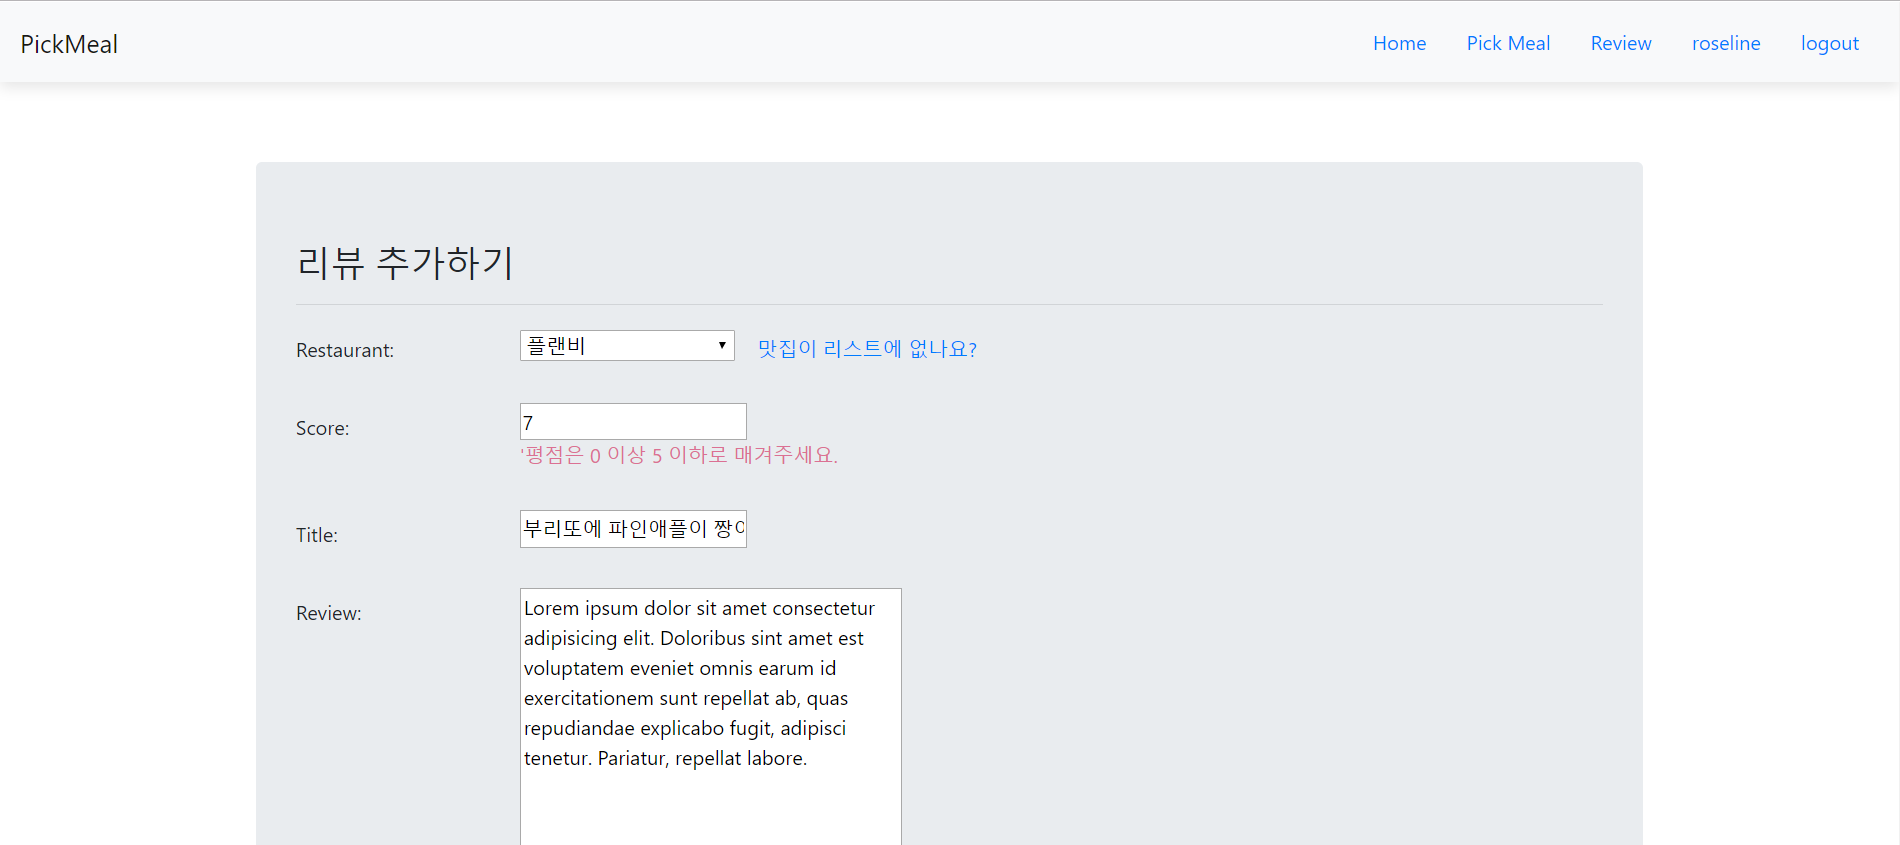 PickMeal Home Pick Meal Review roseline logout
리뷰 추가하기
Restaurant: 플랜비 맛집이 리스트에 없나요?
Score: 7
'평점은 0 이상 5 이하로 매겨주세요.
Title: 부리또에 파인애플이
Review: Lorem ipsum dolor sit amet consectetur
adipisicing elit. Doloribus sint amet est
voluptatem eveniet omnis earum id
exercitationem sunt repellat ab, quas
repudiandae explicabo fugit, adipisci
tenetur. Pariatur, repellat labore.